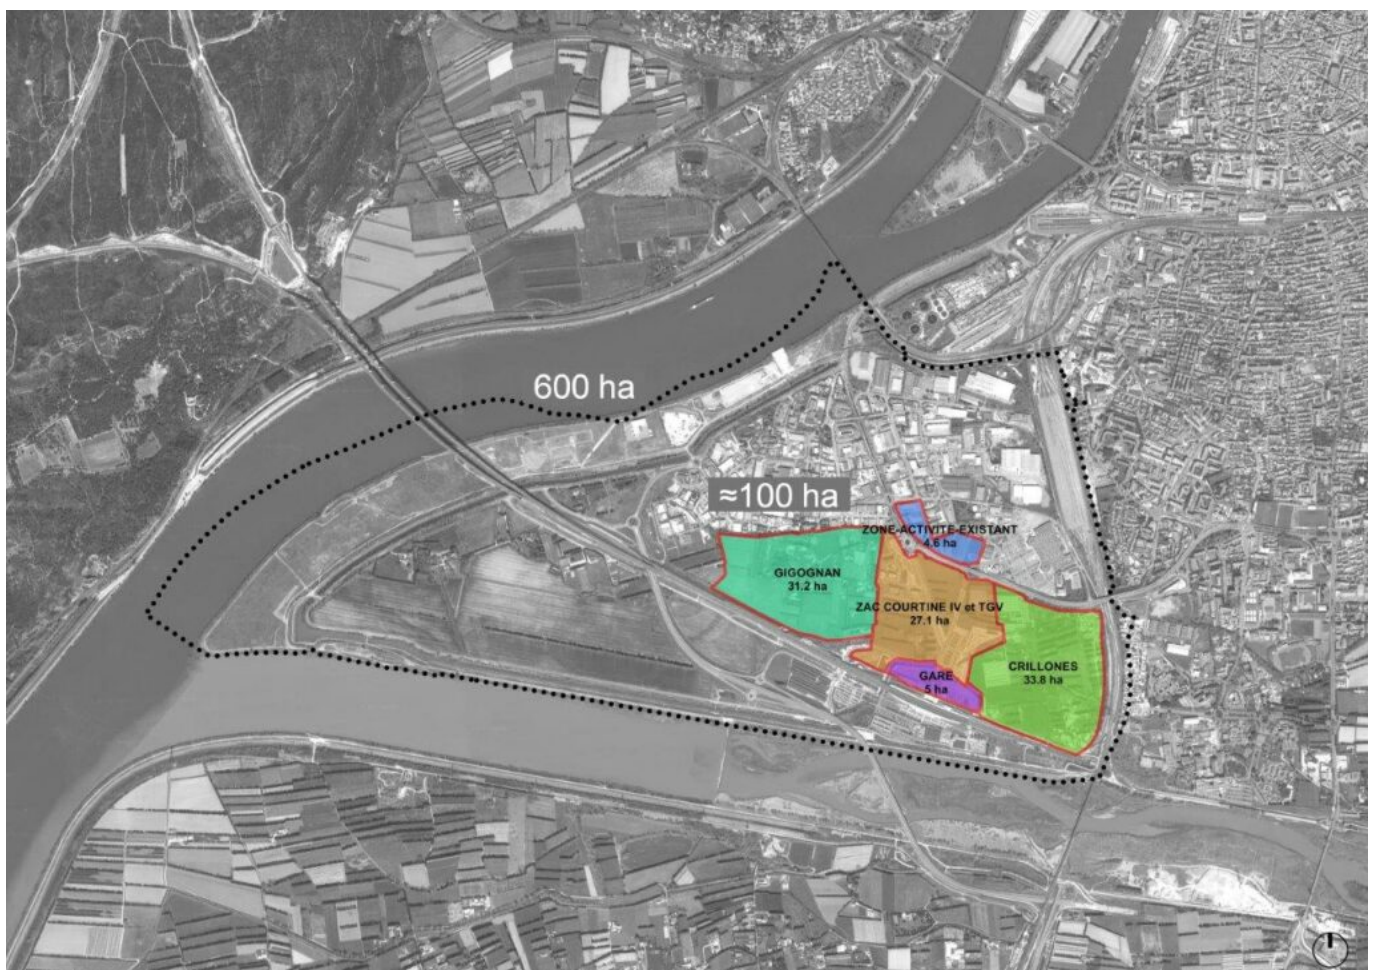 600 ha
≈100 ha
ZONE-ACTIVITE-EXISTANT
4.6 ha
GIGOGNAN
31.2 ha
ZAC COURTINE IV et TGV
27.1 ha
CRILLONES
33.8 ha
GARE
5 ha